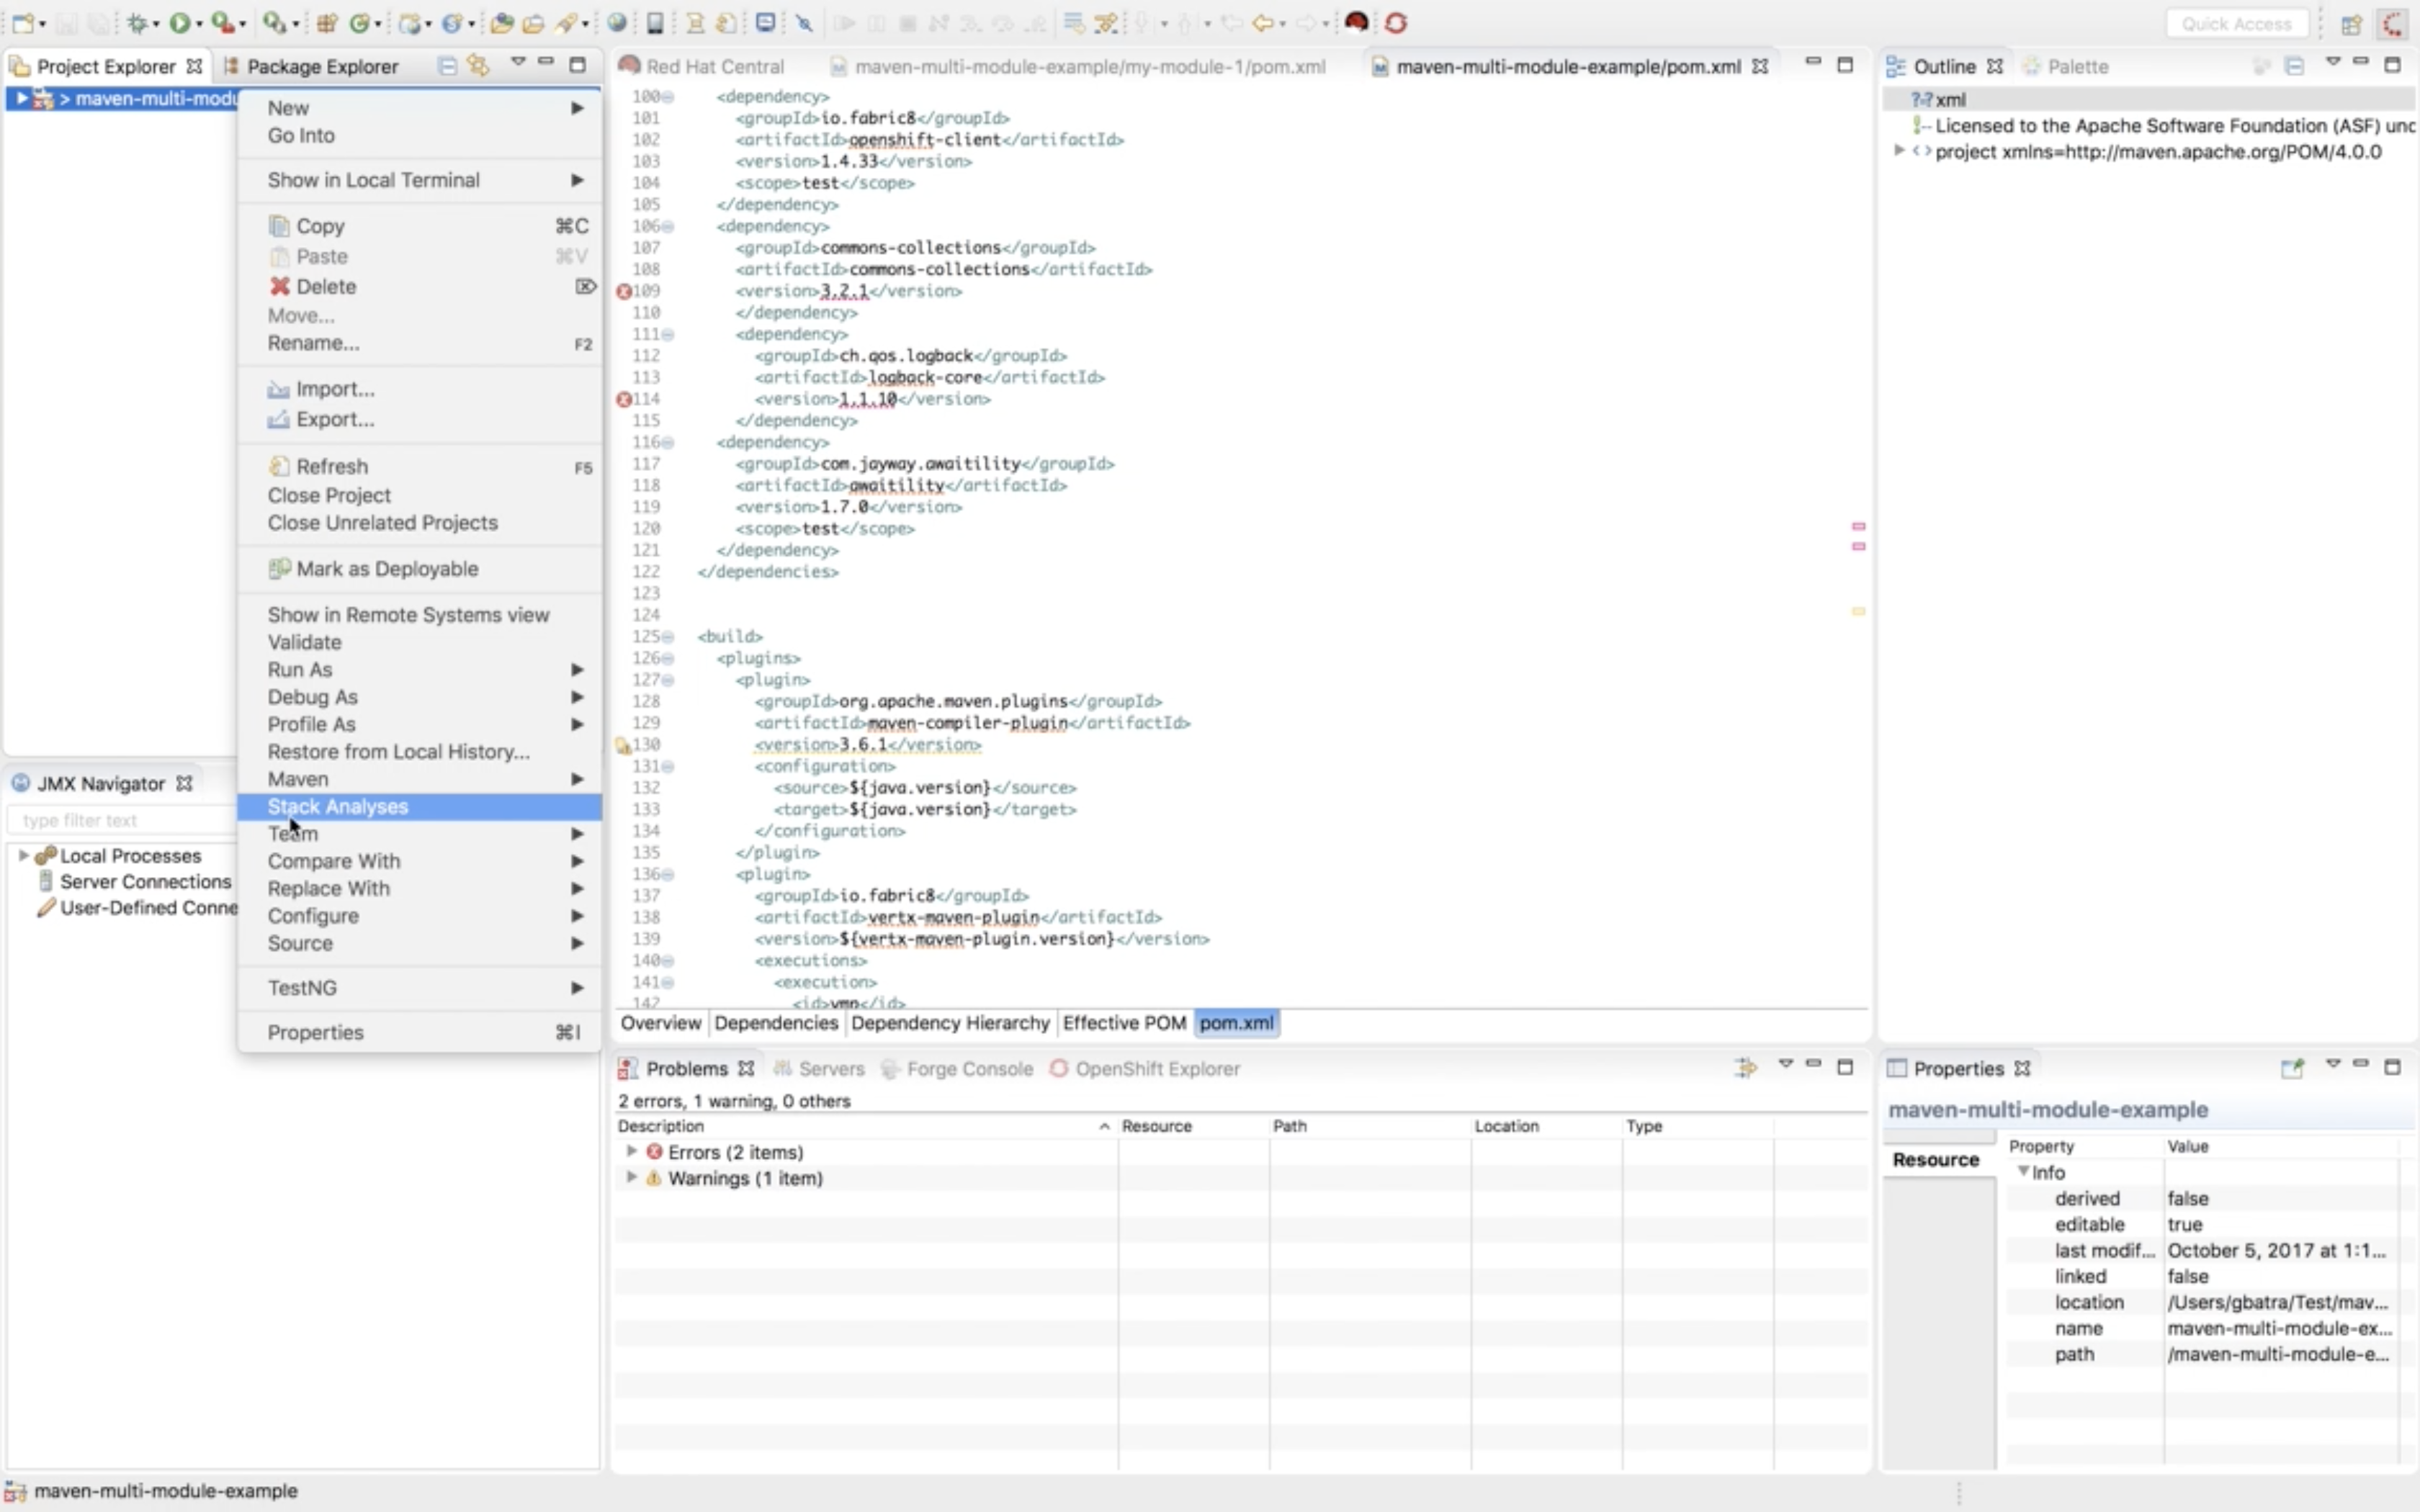 Quick Access
Project Explorer
Package Explorer
> maven-multi-modu
New
Go Into
Show in Local Terminal
Copy ⌘C
Paste ⌘V
Delete ⌦
Move...
Rename... F2
Import...
Export...
Refresh F5
Close Project
Close Unrelated Projects
Mark as Deployable
Show in Remote Systems view
Validate
Run As
Debug As
Profile As
Restore from Local History...
Maven
Stack Analyses
Team
Compare With
Replace With
Configure
Source
TestNG
Properties ⌘I
JMX Navigator
type filter text
Local Processes
Server Connections
User-Defined Conne
Red Hat Central
maven-multi-module-example/my-module-1/pom.xml
maven-multi-module-example/pom.xml
100 <dependency>
101 <groupId>io.fabric8</groupId>
102 <artifactId>openshift-client</artifactId>
103 <version>1.4.33</version>
104 <scope>test</scope>
105 </dependency>
106 <dependency>
107 <groupId>commons-collections</groupId>
108 <artifactId>commons-collections</artifactId>
109 <version>3.2.1</version>
110 </dependency>
111 <dependency>
112 <groupId>ch.qos.logback</groupId>
113 <artifactId>logback-core</artifactId>
114 <version>1.1.10</version>
115 </dependency>
116 <dependency>
117 <groupId>com.jayway.awaitility</groupId>
118 <artifactId>awaitility</artifactId>
119 <version>1.7.0</version>
120 <scope>test</scope>
121 </dependency>
122 </dependencies>
123
124
125 <build>
126 <plugins>
127 <plugin>
128 <groupId>org.apache.maven.plugins</groupId>
129 <artifactId>maven-compiler-plugin</artifactId>
130 <version>3.6.1</version>
131 <configuration>
132 <source>${java.version}</source>
133 <target>${java.version}</target>
134 </configuration>
135 </plugin>
136 <plugin>
137 <groupId>io.fabric8</groupId>
138 <artifactId>vertx-maven-plugin</artifactId>
139 <version>${vertx-maven-plugin.version}</version>
140 <executions>
141 <execution>
142 <id>vmp</id>
Overview Dependencies Dependency Hierarchy Effective POM pom.xml
Problems Servers Forge Console OpenShift Explorer
2 errors, 1 warning, 0 others
Description Resource Path Location Type
Errors (2 items)
Warnings (1 item)
Outline Palette
?=? xml
Licensed to the Apache Software Foundation (ASF) unc
project xmlns=http://maven.apache.org/POM/4.0.0
Properties
maven-multi-module-example
Resource
Property Value
Info
derived false
editable true
last modif... October 5, 2017 at 1:1...
linked false
location /Users/gbatra/Test/mav...
name maven-multi-module-ex...
path /maven-multi-module-e...
maven-multi-module-example